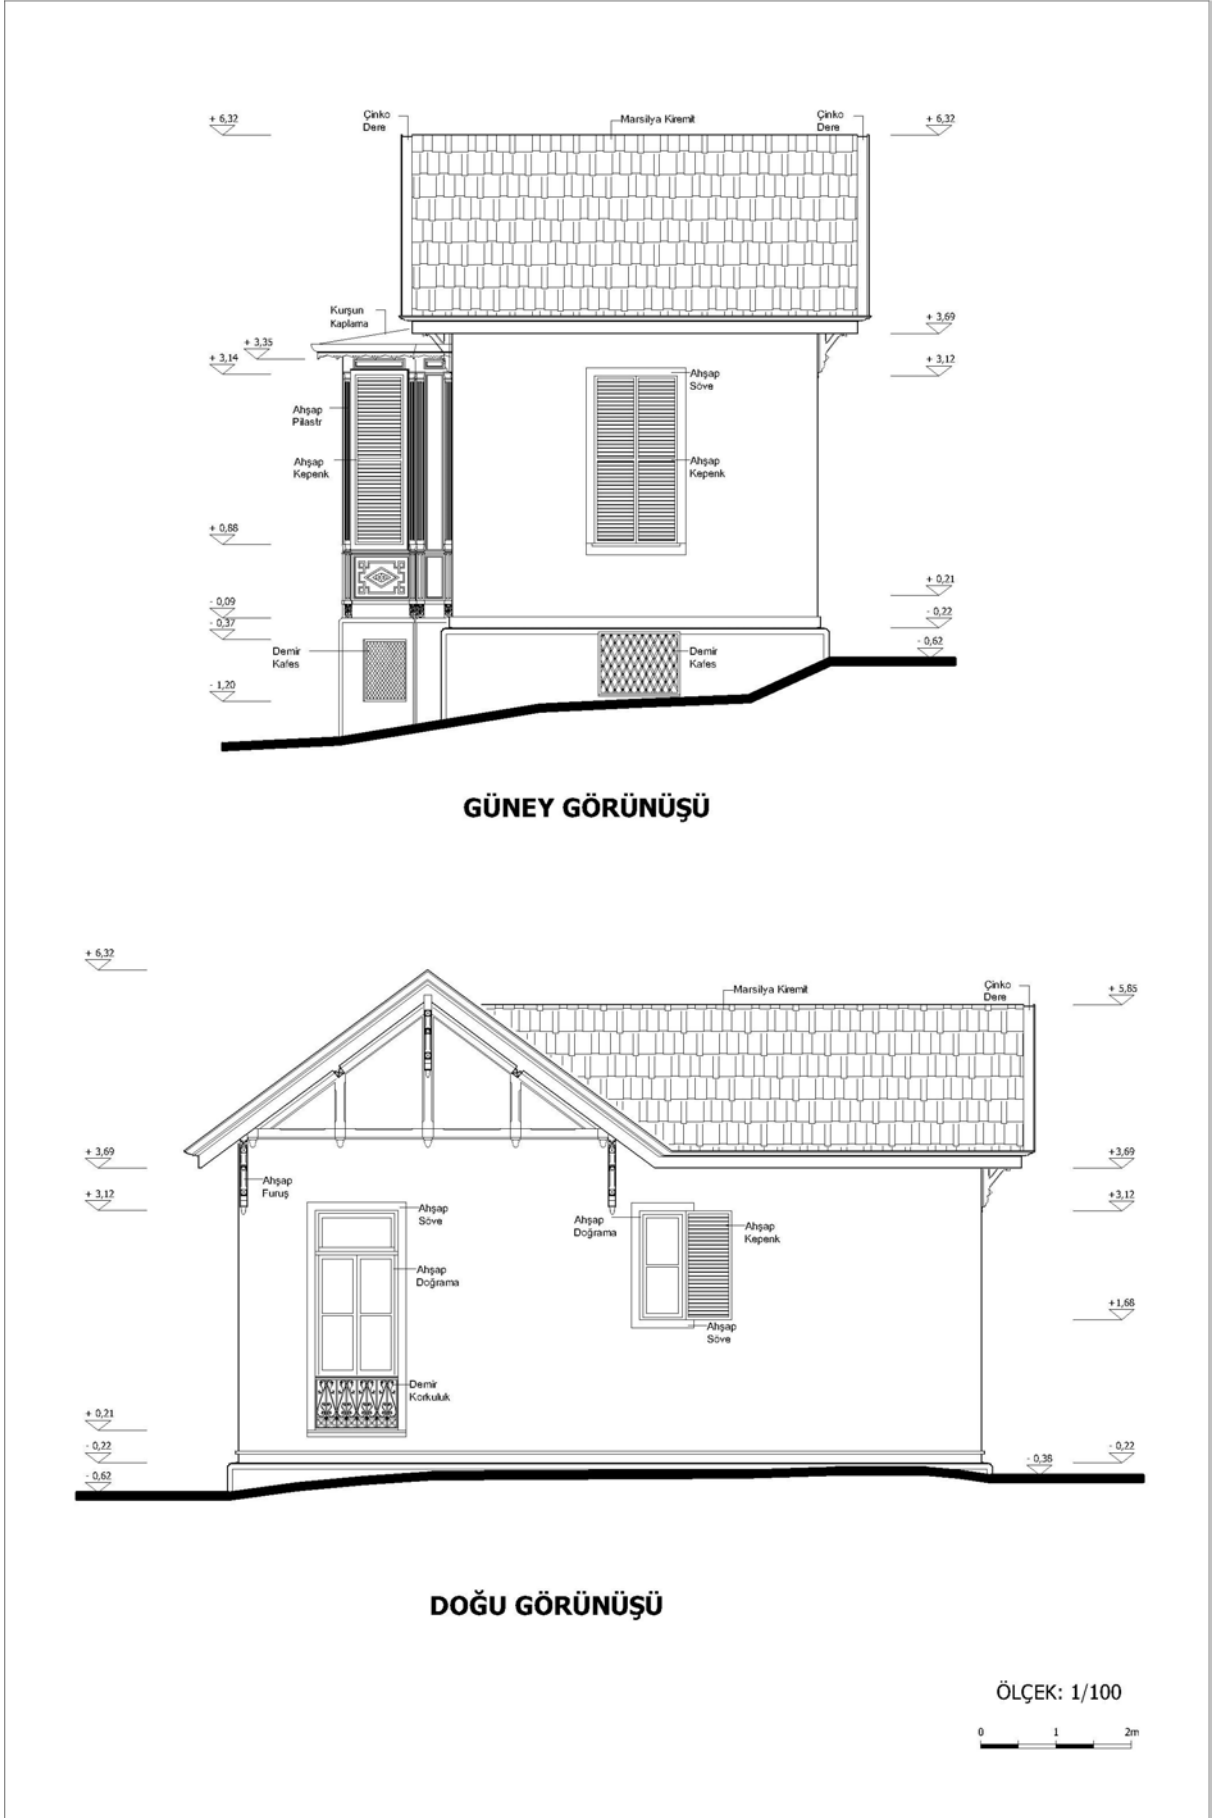 + 6,32
Çinko
Dere
Marsilya Kiremit
Çinko
Dere
+ 6,32
Kurşun
Kaplama
+ 3,69
+ 3,35
+ 3,14
+ 3,12
Ahşap
Söve
Ahşap
Pilastr
Ahşap
Kepenk
Ahşap
Kepenk
+ 0,88
+ 0,21
- 0,09
- 0,22
- 0,37
- 0,62
Demir
Kafes
Demir
Kafes
- 1,20
GÜNEY GÖRÜNÜŞÜ
+ 6,32
Marsilya Kiremit
Çinko
Dere
+ 5,85
+ 3,69
+3,69
Ahşap
Furuş
+ 3,12
+3,12
Ahşap
Söve
Ahşap
Doğrama
Ahşap
Kepenk
Ahşap
Doğrama
+1,68
Ahşap
Söve
Demir
Korkuluk
+ 0,21
- 0,22
- 0,22
- 0,38
- 0,62
DOĞU GÖRÜNÜŞÜ
ÖLÇEK: 1/100
0 1 2m